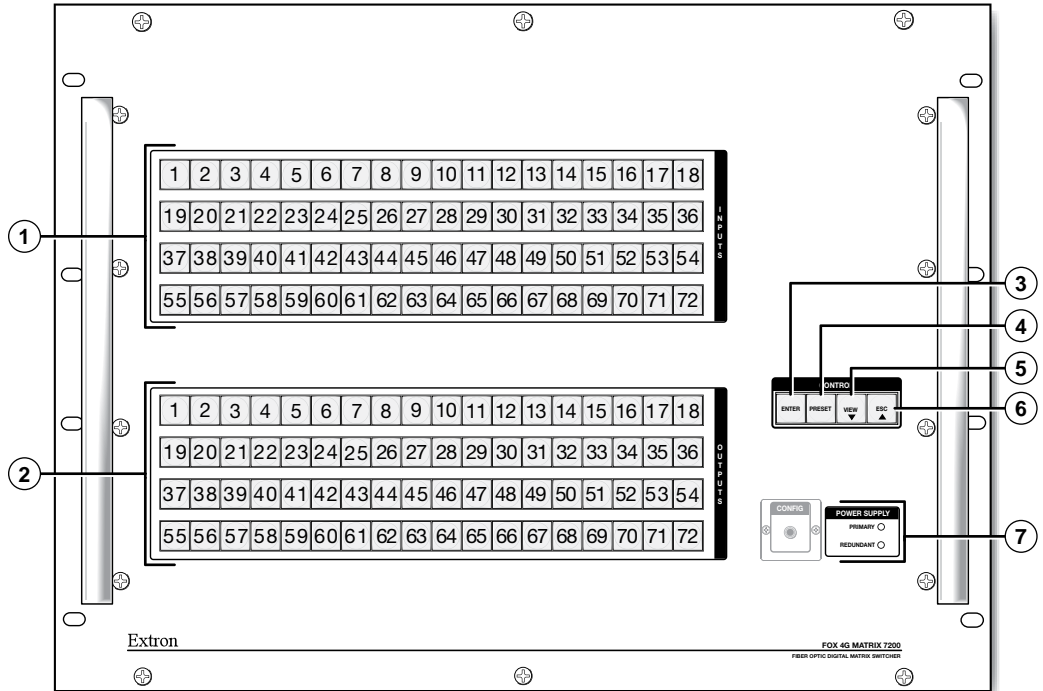 1 2 3 4 5 6 7 8 9 10 11 12 13 14 15 16 17 18
19 20 21 22 23 24 25 26 27 28 29 30 31 32 33 34 35 36
37 38 39 40 41 42 43 44 45 46 47 48 49 50 51 52 53 54
55 56 57 58 59 60 61 62 63 64 65 66 67 68 69 70 71 72
INPUTS
1
1 2 3 4 5 6 7 8 9 10 11 12 13 14 15 16 17 18
19 20 21 22 23 24 25 26 27 28 29 30 31 32 33 34 35 36
37 38 39 40 41 42 43 44 45 46 47 48 49 50 51 52 53 54
55 56 57 58 59 60 61 62 63 64 65 66 67 68 69 70 71 72
OUTPUTS
2
3
4
5
6
CONTRO
ENTER PRESET VIEW ESC
CONFIG
POWER SUPPLY
PRIMARY
REDUNDANT
7
Extron
FOX 4G MATRIX 7200
FIBER OPTIC DIGITAL MATRIX SWITCHER